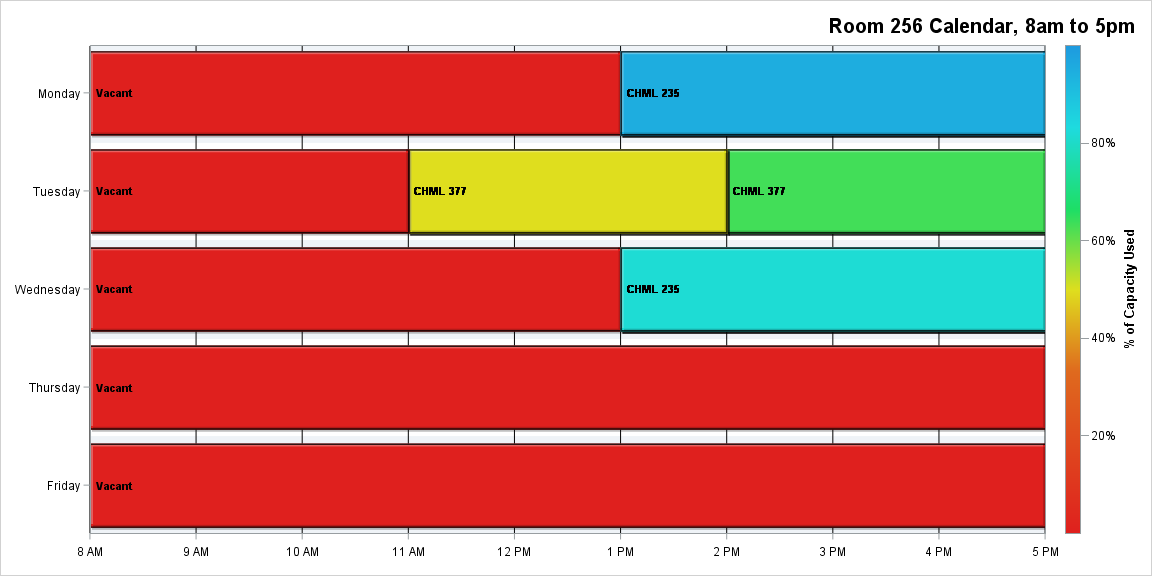 Room 256 Calendar, 8am to 5pm
Monday
Vacant
CHML 235
Tuesday
Vacant
CHML 377
CHML 377
Wednesday
Vacant
CHML 235
Thursday
Vacant
Friday
Vacant
8 AM
9 AM
10 AM
11 AM
12 PM
1 PM
2 PM
3 PM
4 PM
5 PM
80%
60%
40%
20%
% of Capacity Used